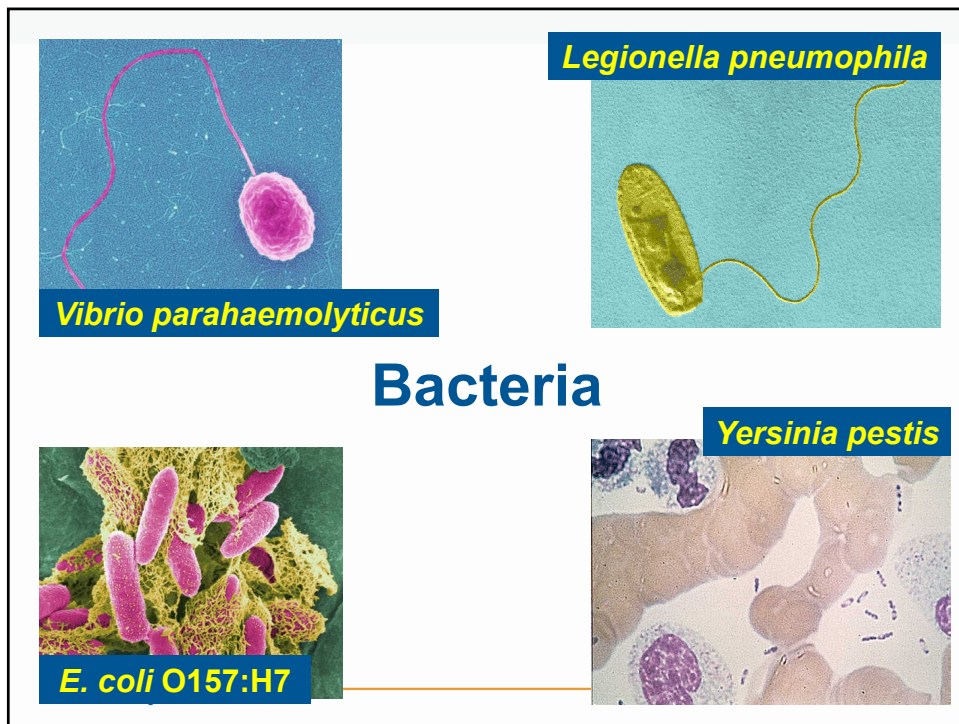 Legionella pneumophila
Vibrio parahaemolyticus
Bacteria
Yersinia pestis
E. coli O157:H7